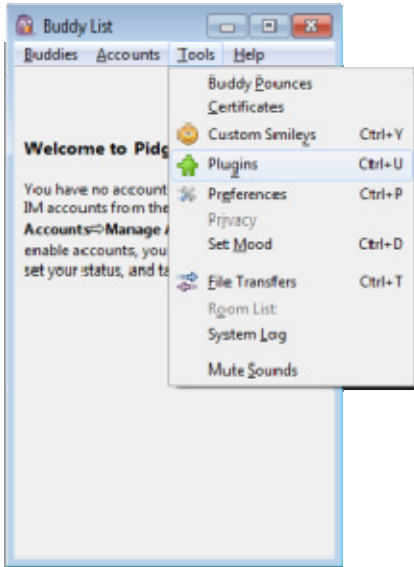 Buddy List
Buddies Accounts Tools Help
Buddy Pounces
Certificates
Custom Smileys Ctrl+Y
Plugins Ctrl+U
Preferences Ctrl+P
Privacy
Set Mood Ctrl+D
File Transfers Ctrl+T
Room List
System Log
Mute Sounds
Welcome to Pidg
You have no account
IM accounts from the
Accounts⇨Manage A
enable accounts, you
set your status, and ta